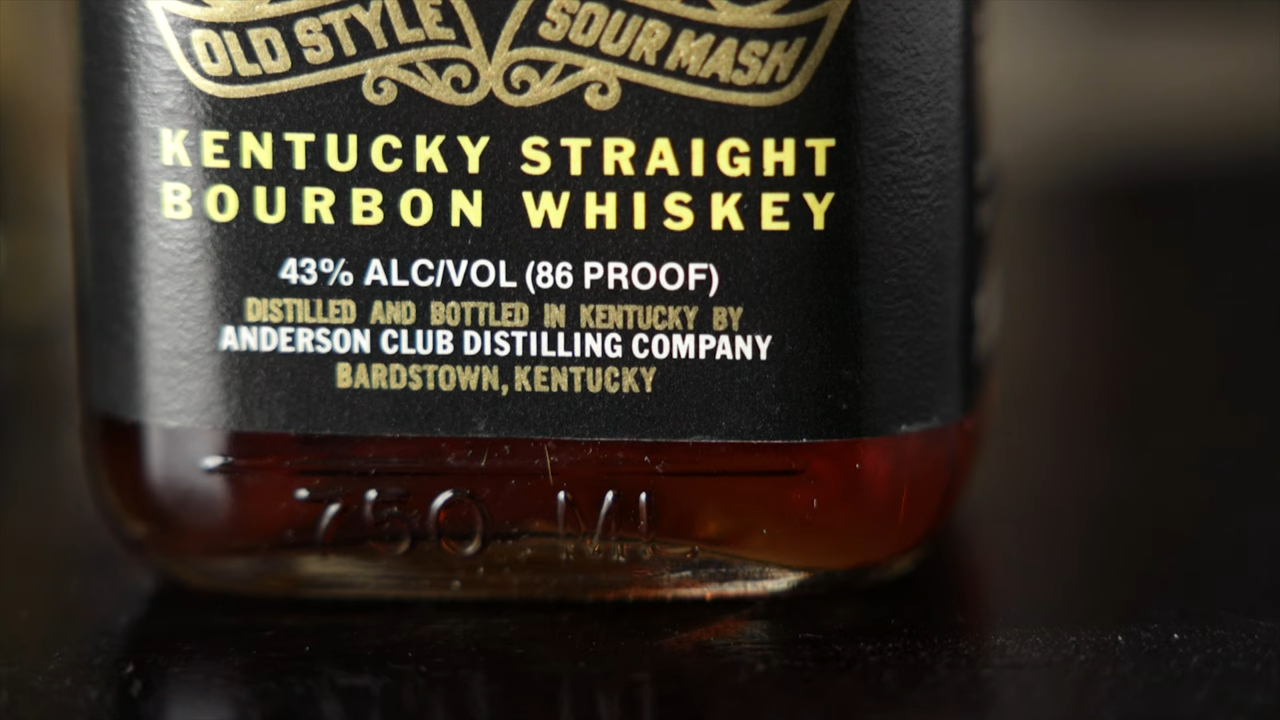 OLD STYLE SOUR MASH
KENTUCKY STRAIGHT
BOURBON WHISKEY
43% ALC/VOL (86 PROOF)
DISTILLED AND BOTTLED IN KENTUCKY BY
ANDERSON CLUB DISTILLING COMPANY
BARDSTOWN, KENTUCKY
750 ML